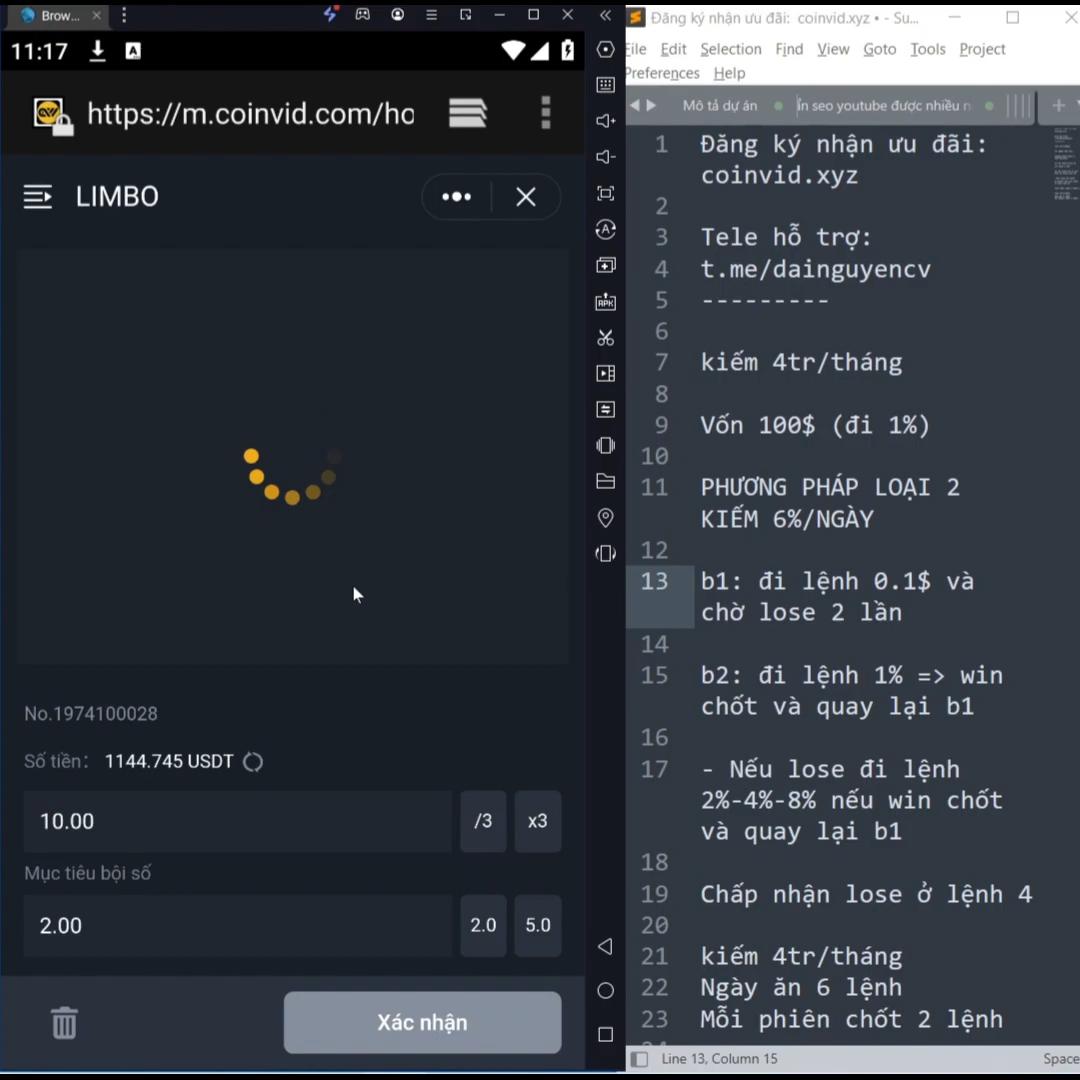 Brow...
11:17
A
https://m.coinvid.com/ho
LIMBO
No.1974100028
Số tiền: 1144.745 USDT
10.00
/3
x3
Mục tiêu bội số
2.00
2.0
5.0
Xác nhận
A
APK
Đăng ký nhận ưu đãi: coinvid.xyz • - Su...
File Edit Selection Find View Goto Tools Project
Preferences Help
Mô tả dự án
ín seo youtube được nhiều n
1 Đăng ký nhận ưu đãi:
coinvid.xyz
2
3 Tele hỗ trợ:
4 t.me/dainguyencv
5 ---------
6
7 kiếm 4tr/tháng
8
9 Vốn 100$ (đi 1%)
10
11 PHƯƠNG PHÁP LOẠI 2
KIẾM 6%/NGÀY
12
13 b1: đi lệnh 0.1$ và
chờ lose 2 lần
14
15 b2: đi lệnh 1% => win
chốt và quay lại b1
16
17 - Nếu lose đi lệnh
2%-4%-8% nếu win chốt
và quay lại b1
18
19 Chấp nhận lose ở lệnh 4
20
21 kiếm 4tr/tháng
22 Ngày ăn 6 lệnh
23 Mỗi phiên chốt 2 lệnh
Line 13, Column 15
Space